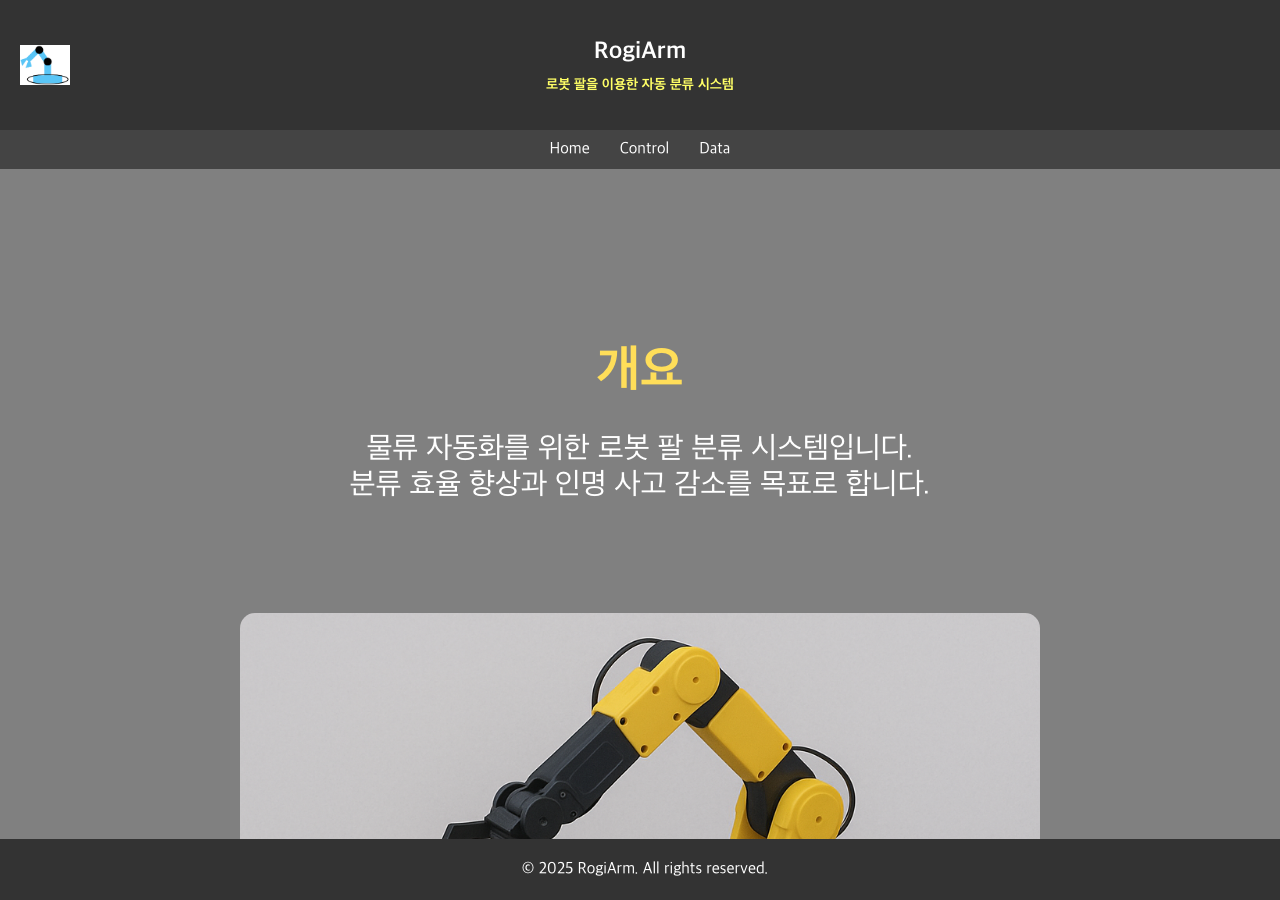 RogiArm
로봇 팔을 이용한 자동 분류 시스템
Home Control Data
개요
물류 자동화를 위한 로봇 팔 분류 시스템입니다.
분류 효율 향상과 인명 사고 감소를 목표로 합니다.
© 2025 RogiArm. All rights reserved.